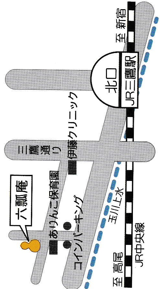 至新宿
北口
JR三鷹駅
三鷹通り
伊藤クリニック
六瓢庵
ありんこ保育園
コインパーキング
玉川上水
至高尾
JR中央線